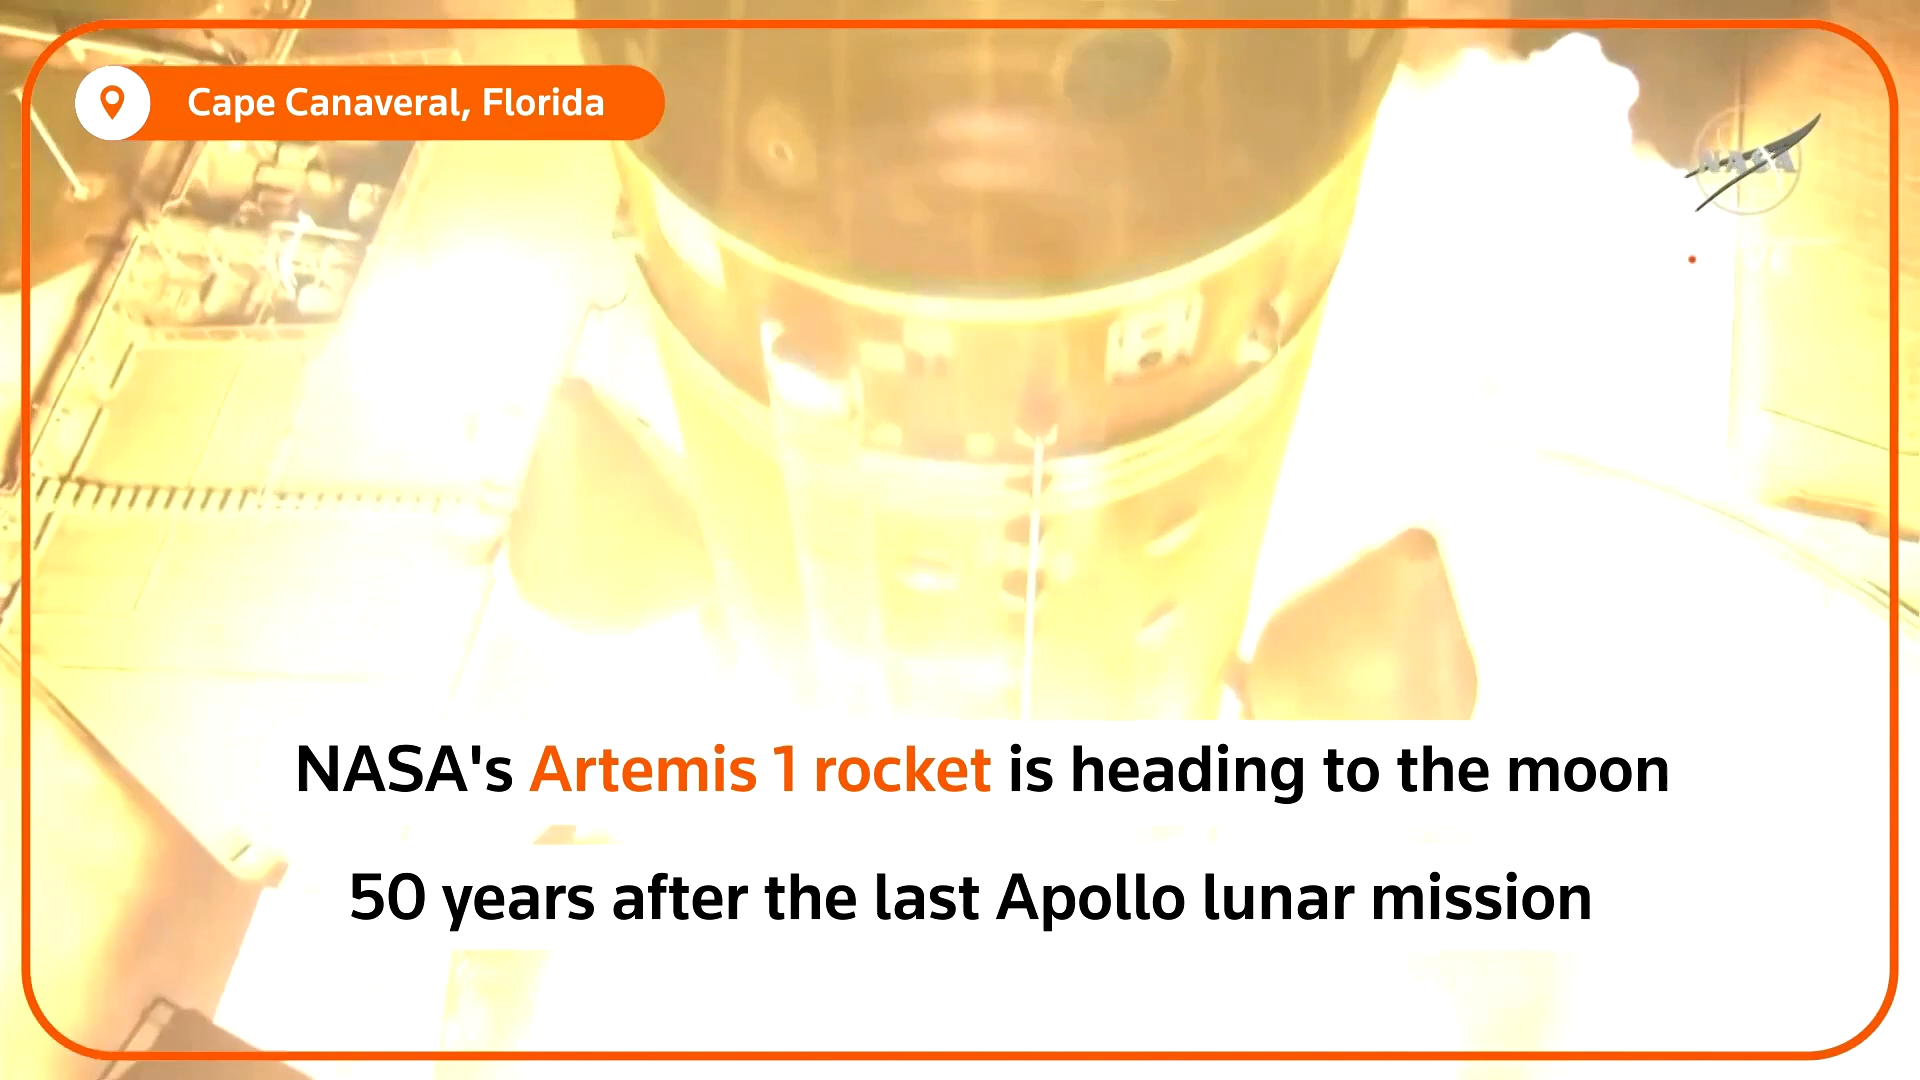 Cape Canaveral, Florida
NASA
NASA's Artemis 1 rocket is heading to the moon
50 years after the last Apollo lunar mission